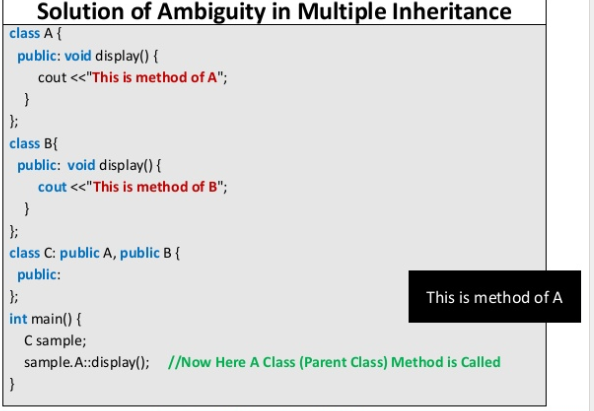 Solution of Ambiguity in Multiple Inheritance
class A {
public: void display() {
cout <<"This is method of A";
}
};
class B{
public: void display() {
cout <<"This is method of B";
}
};
class C: public A, public B {
public:
};
int main() {
C sample;
sample.A::display(); //Now Here A Class (Parent Class) Method is Called
}
This is method of A